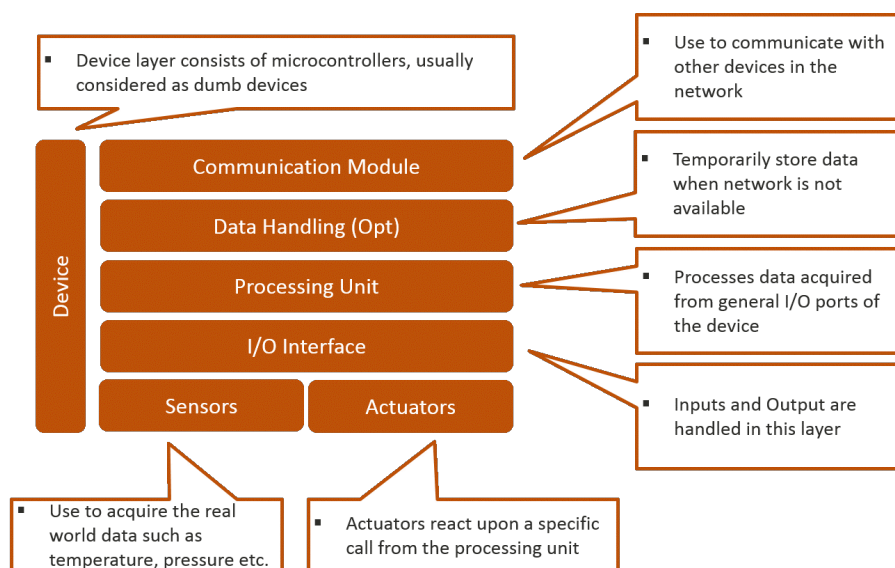 ▪ Device layer consists of microcontrollers, usually
considered as dumb devices
▪ Use to communicate with
other devices in the
network
Device
Communication Module
▪ Temporarily store data
when network is not
available
Data Handling (Opt)
Processing Unit
▪ Processes data acquired
from general I/O ports of
the device
I/O Interface
Sensors
Actuators
▪ Inputs and Output are
handled in this layer
▪ Use to acquire the real
world data such as
temperature, pressure etc.
▪ Actuators react upon a specific
call from the processing unit